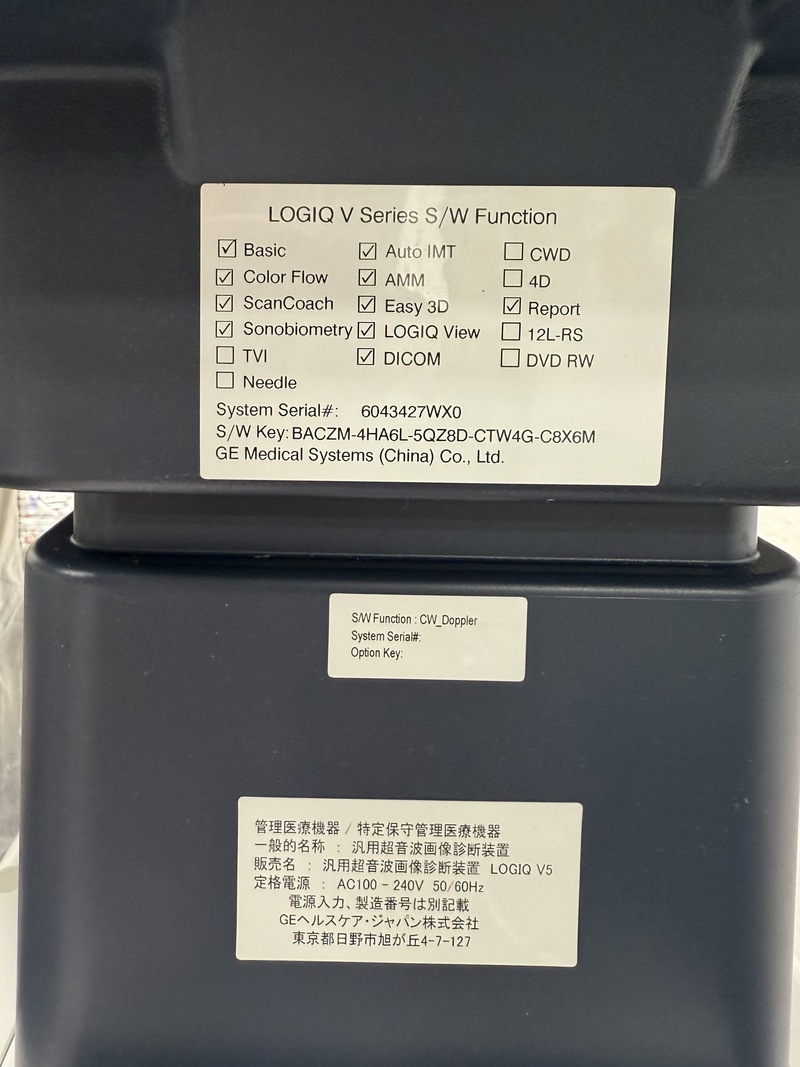 LOGIQ V Series S/W Function
☑ Basic ☑ Auto IMT ☐ CWD
☑ Color Flow ☑ AMM ☐ 4D
☑ ScanCoach ☑ Easy 3D ☑ Report
☑ Sonobiometry ☑ LOGIQ View ☐ 12L-RS
☐ TVI ☑ DICOM ☐ DVD RW
☐ Needle
System Serial#: 6043427WX0
S/W Key: BACZM-4HA6L-5QZ8D-CTW4G-C8X6M
GE Medical Systems (China) Co., Ltd.
S/W Function : CW_Doppler
System Serial#:
Option Key:
管理医療機器 / 特定保守管理医療機器
一般的名称 : 汎用超音波画像診断装置
販売名 : 汎用超音波画像診断装置 LOGIQ V5
定格電源 : AC100 - 240V 50/60Hz
電源入力、製造番号は別記載
GEヘルスケア・ジャパン株式会社
東京都日野市旭が丘4-7-127